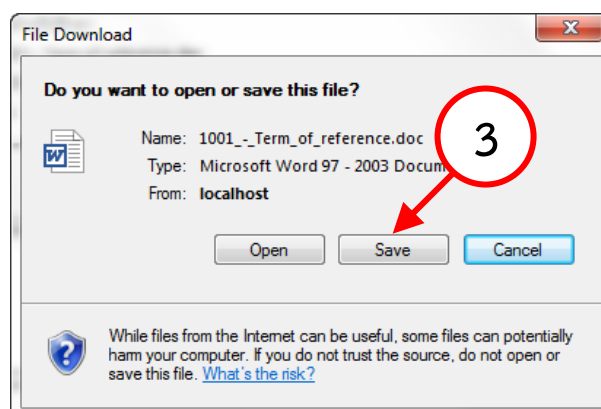 File Download
Do you want to open or save this file?
Name: 1001_-_Term_of_reference.doc
Type: Microsoft Word 97 - 2003 Docum
From: localhost
3
Open Save Cancel
While files from the Internet can be useful, some files can potentially
harm your computer. If you do not trust the source, do not open or
save this file. What's the risk?